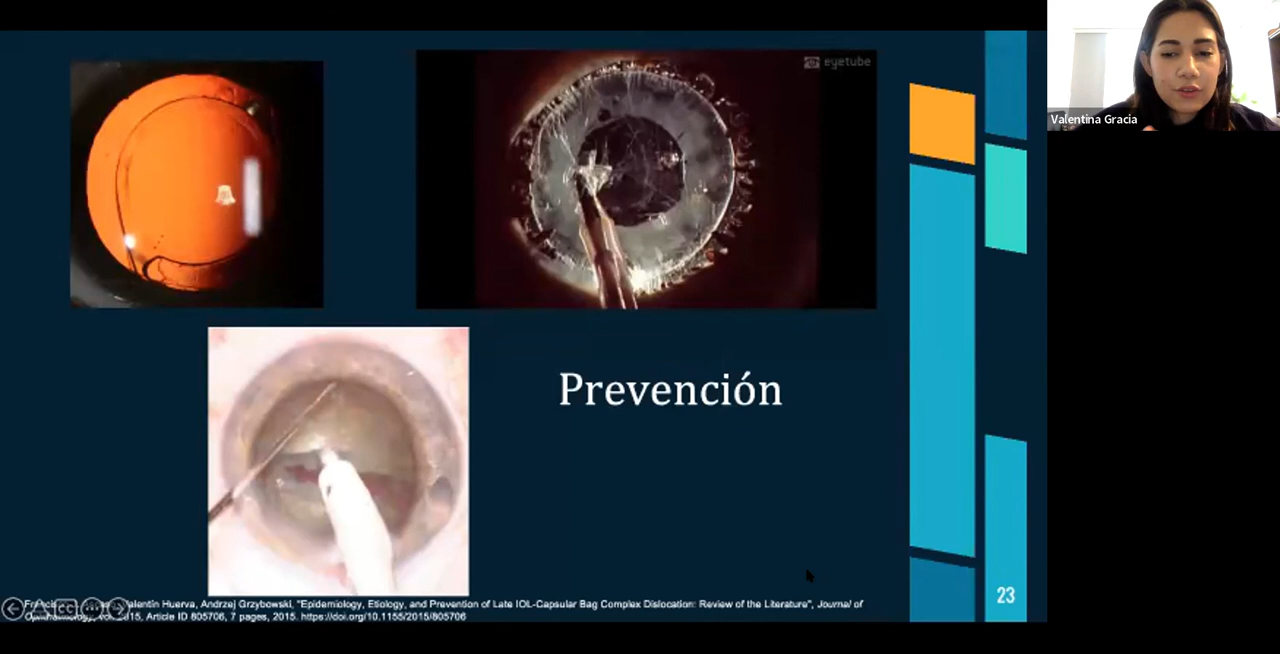 eyetube
Valentina Gracia
Prevención
Valentín Huerva, Andrzej Grzybowski, "Epidemiology, Etiology, and Prevention of Late IOL-Capsular Bag Complex Dislocation: Review of the Literature", Journal of
2015, Article ID 805706, 7 pages, 2015. https://doi.org/10.1155/2015/805706
23